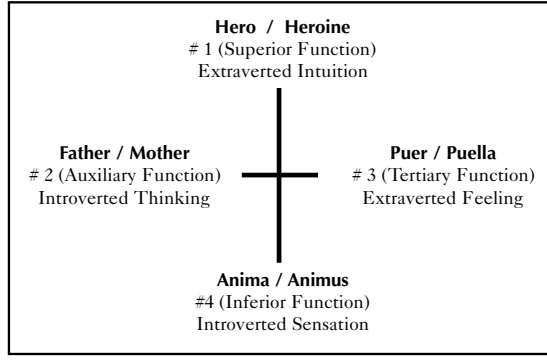 Hero / Heroine
# 1 (Superior Function)
Extraverted Intuition
Father / Mother
# 2 (Auxiliary Function)
Introverted Thinking
Puer / Puella
# 3 (Tertiary Function)
Extraverted Feeling
Anima / Animus
#4 (Inferior Function)
Introverted Sensation